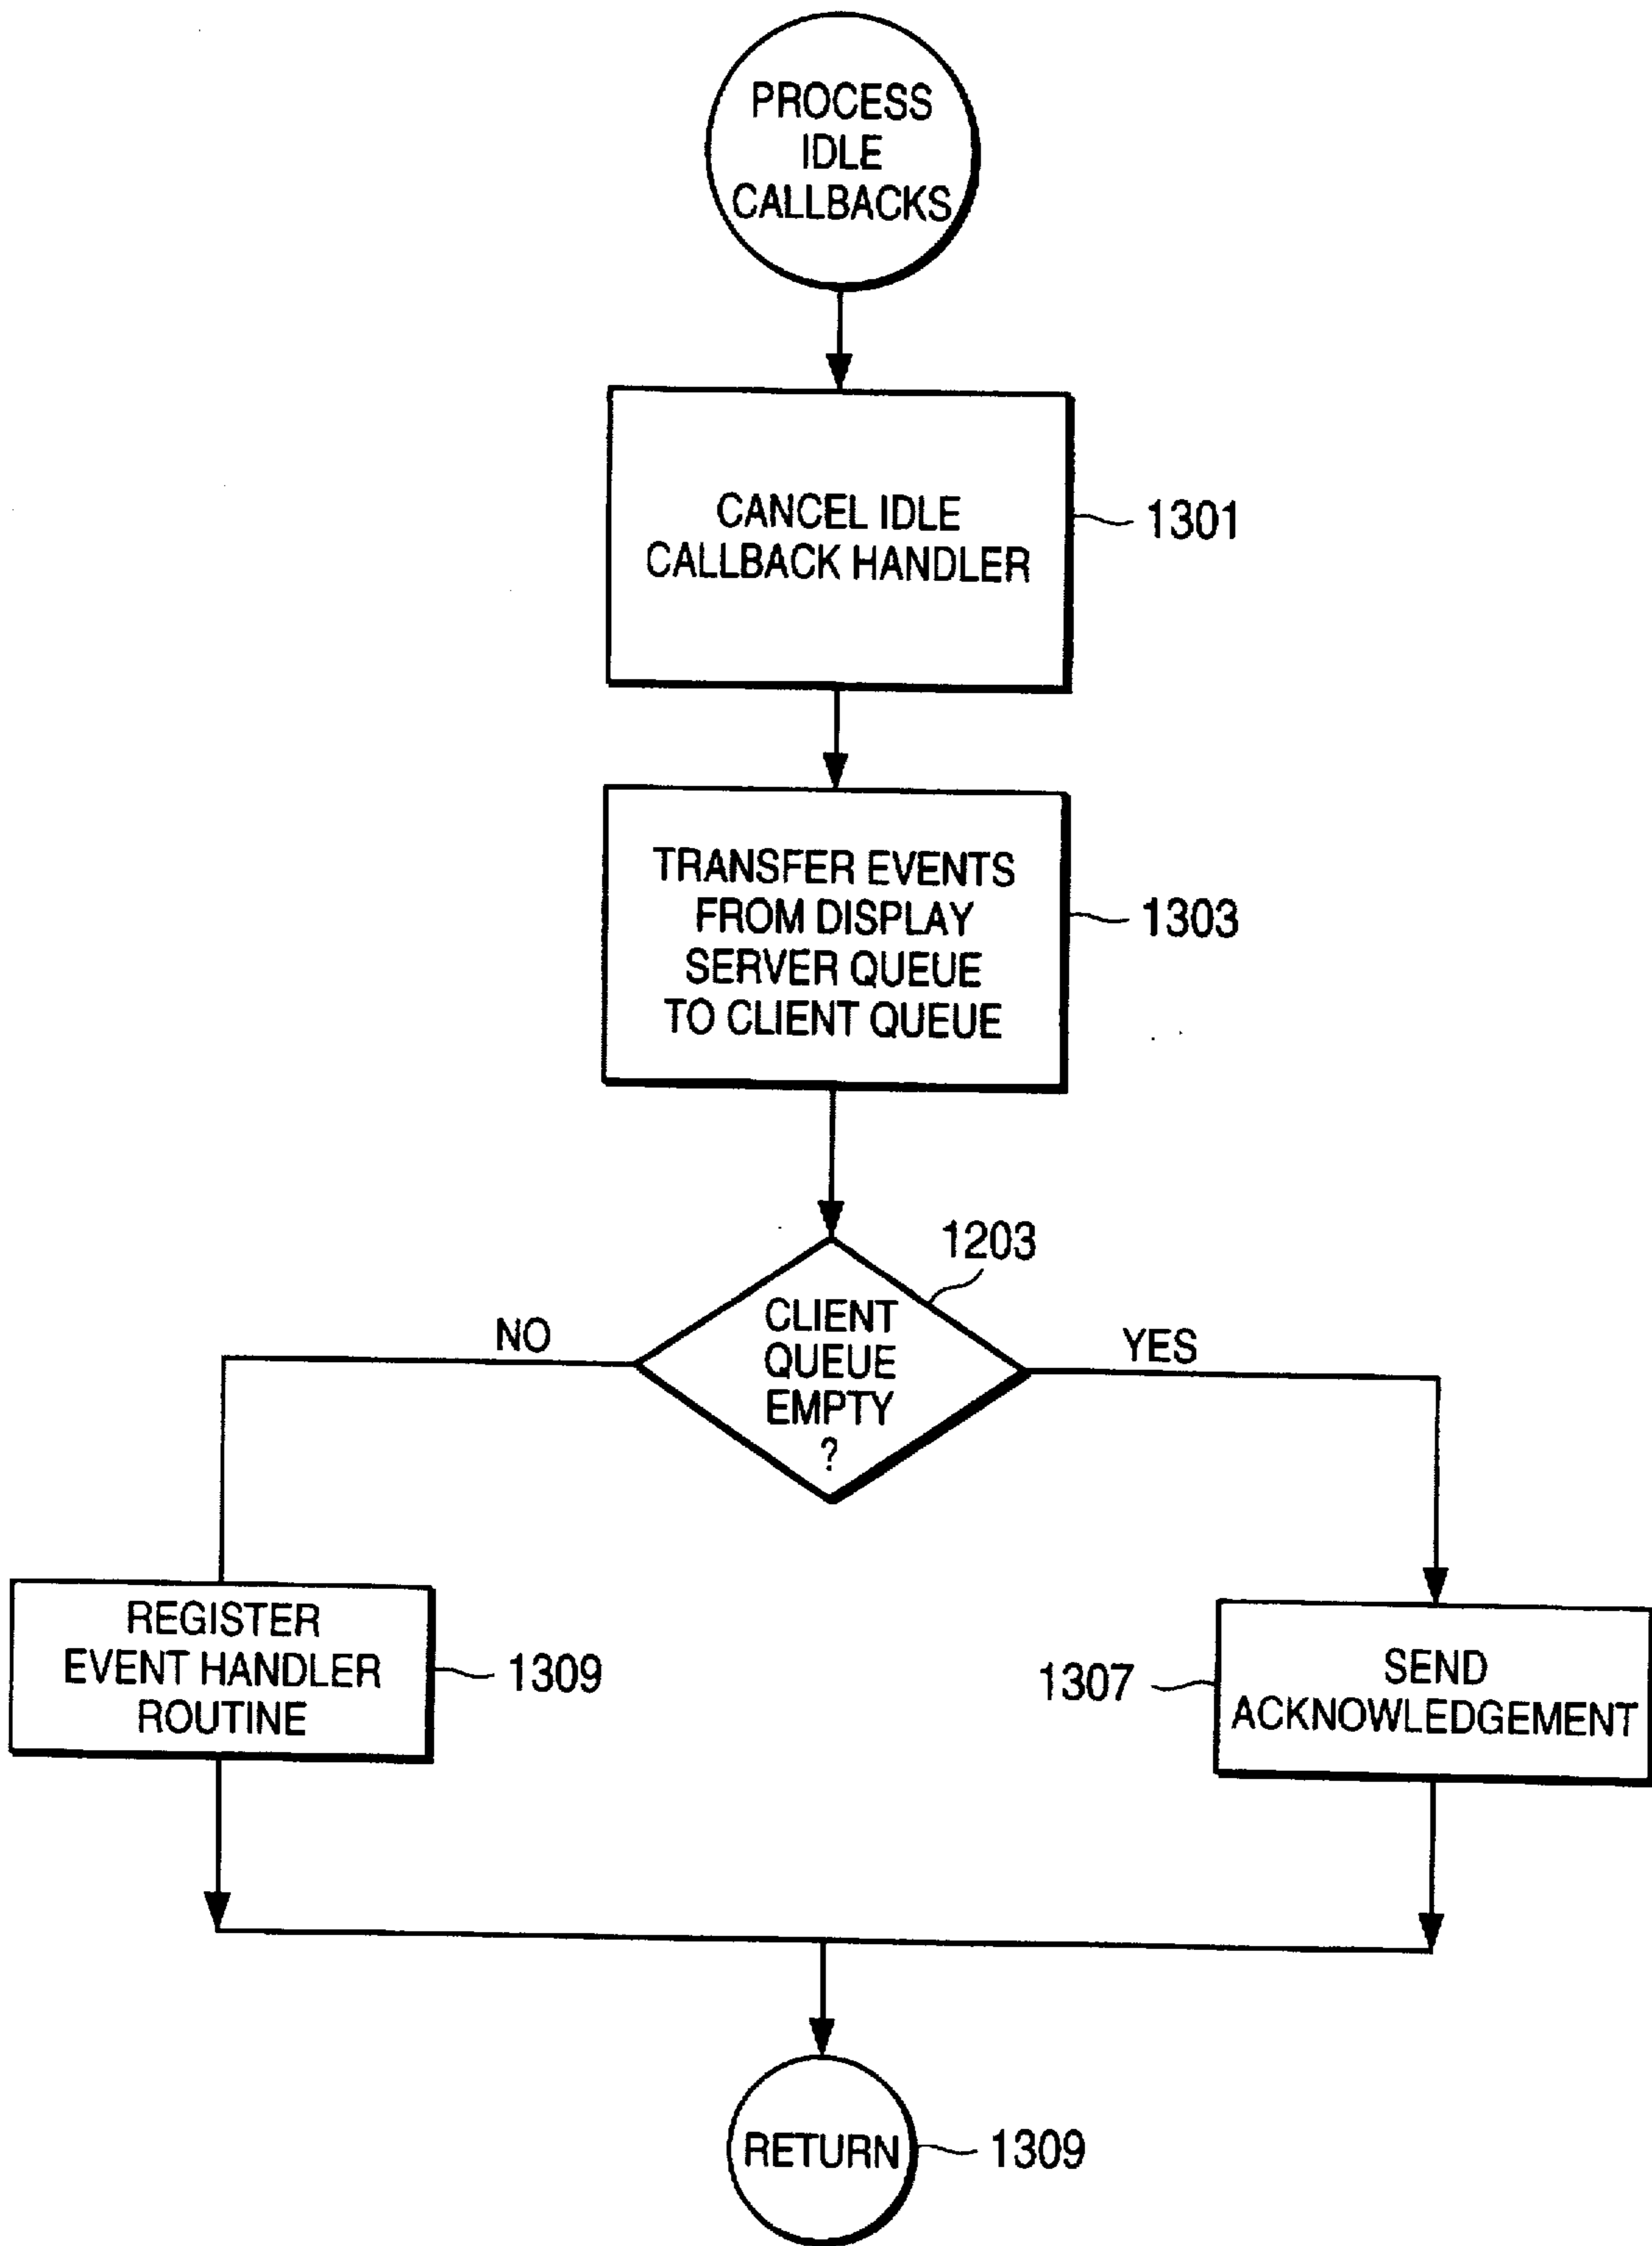 PROCESS
IDLE
CALLBACKS
CANCEL IDLE
CALLBACK HANDLER
1301
TRANSFER EVENTS
FROM DISPLAY
SERVER QUEUE
TO CLIENT QUEUE
1303
1203
CLIENT
QUEUE
EMPTY
?
NO
YES
REGISTER
EVENT HANDLER
ROUTINE
1309
1307
SEND
ACKNOWLEDGEMENT
RETURN
1309